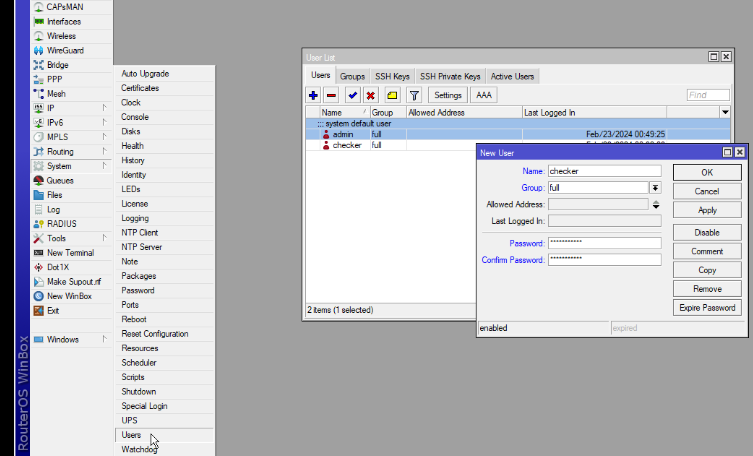 CAPsMAN
Interfaces
Wireless
WireGuard
Bridge
PPP
Mesh
IP
IPv6
MPLS
Routing
System
Queues
Files
Log
RADIUS
Tools
New Terminal
Dot1X
Make Supout.rif
New WinBox
Exit
Windows
RouterOS WinBox
Auto Upgrade
Certificates
Clock
Console
Disks
Health
History
Identity
LEDs
License
Logging
NTP Client
NTP Server
Note
Packages
Password
Ports
Reboot
Reset Configuration
Resources
Scheduler
Scripts
Shutdown
Special Login
UPS
Users
Watchdog
User List
Users Groups SSH Keys SSH Private Keys Active Users
Settings AAA Find
Name / Group Allowed Address Last Logged In
::: system default user
admin full Feb/23/2024 00:49:25
checker full
2 items (1 selected)
New User
Name: checker
Group: full
Allowed Address:
Last Logged In:
Password: ***********
Confirm Password: ***********
OK
Cancel
Apply
Disable
Comment
Copy
Remove
Expire Password
enabled expired